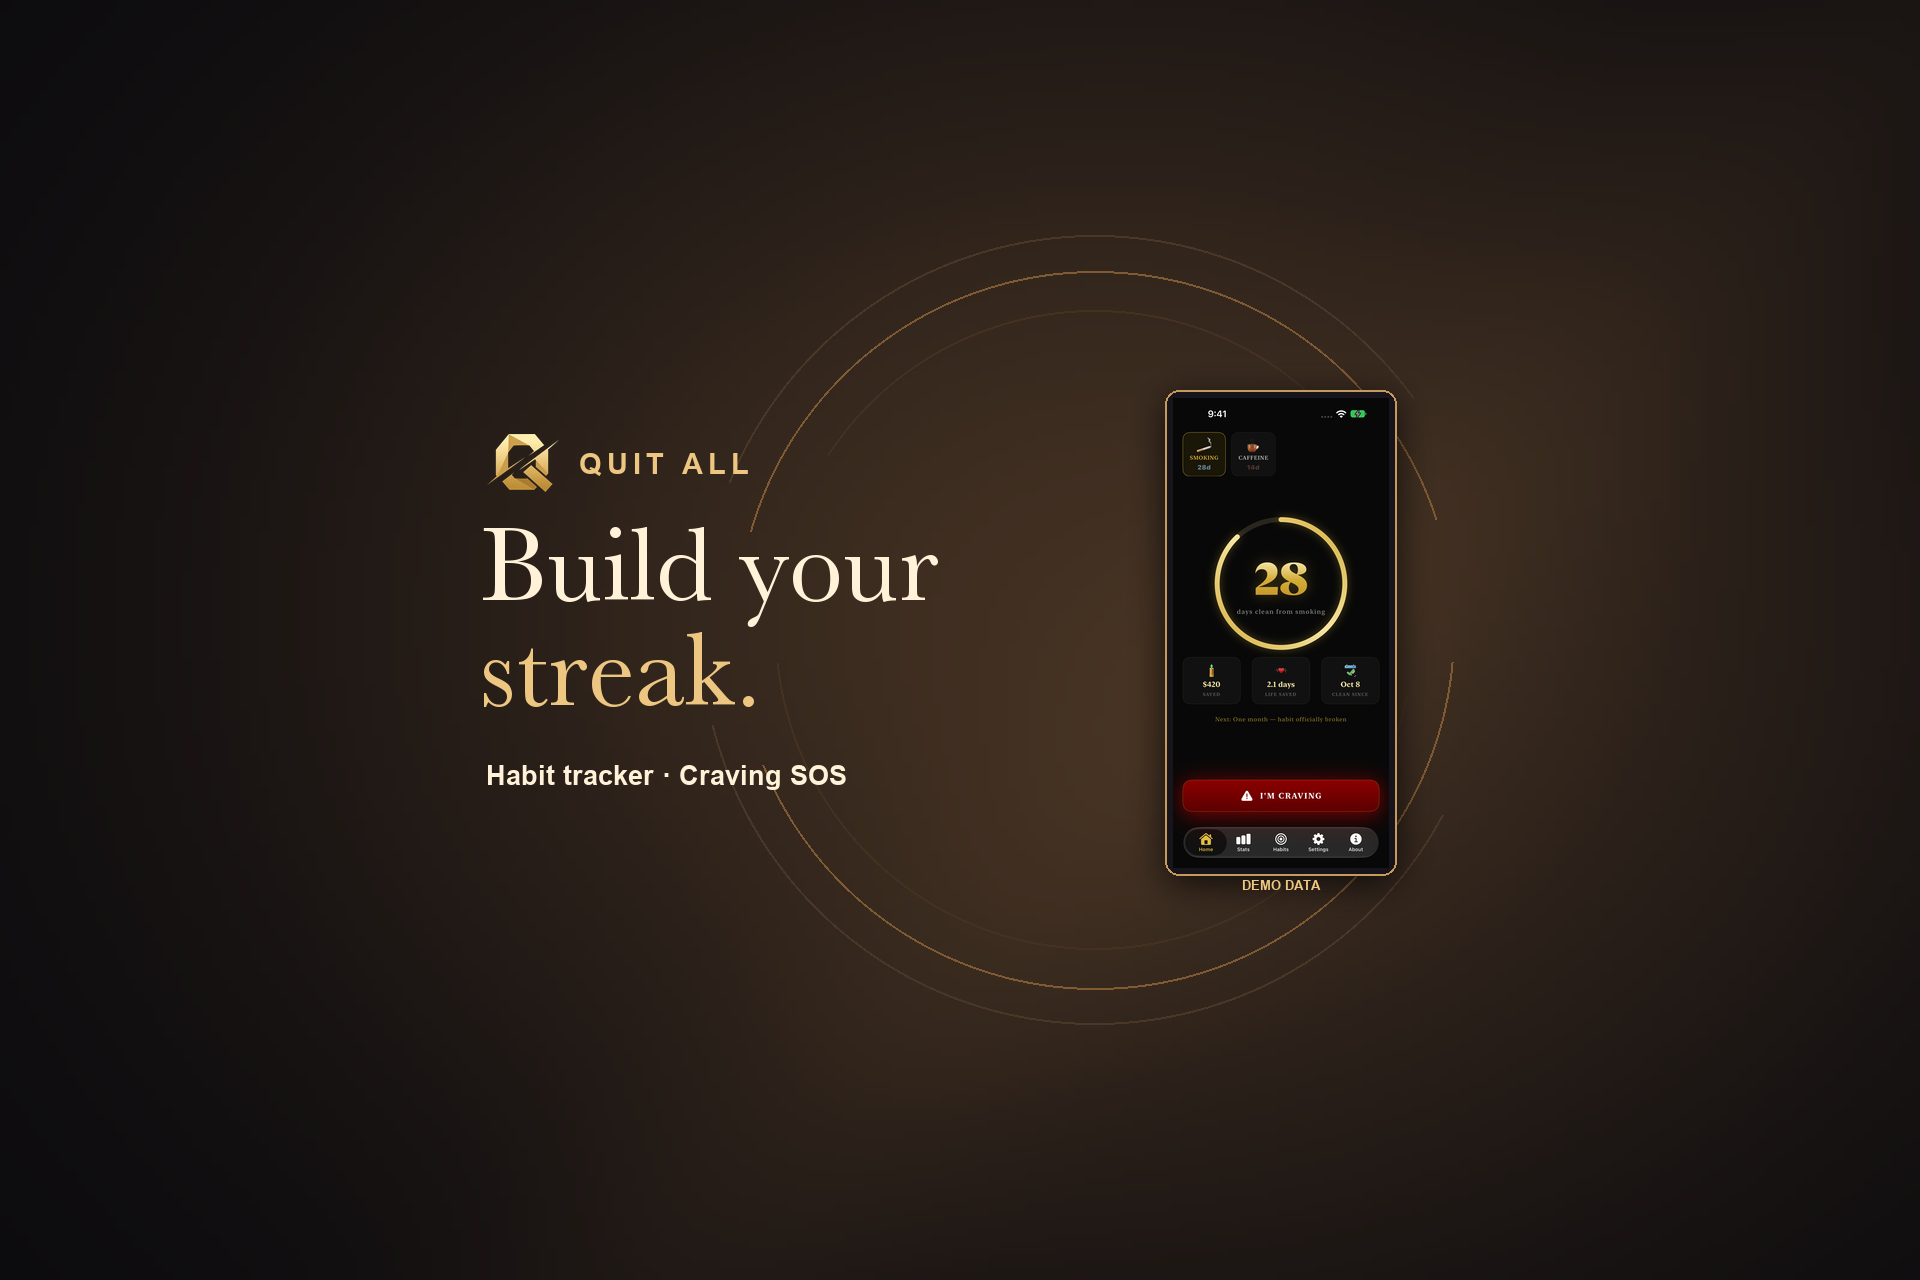 QUIT ALL
Build your
streak.
Habit tracker · Craving SOS
9:41
SMOKING
28d
CAFFEINE
14d
28
days clean from smoking
$420
SAVED
2.1 days
LIFE SAVED
Oct 8
CLEAN SINCE
Next: One month — habit officially broken
I'M CRAVING
Home
Stats
Habits
Settings
About
DEMO DATA